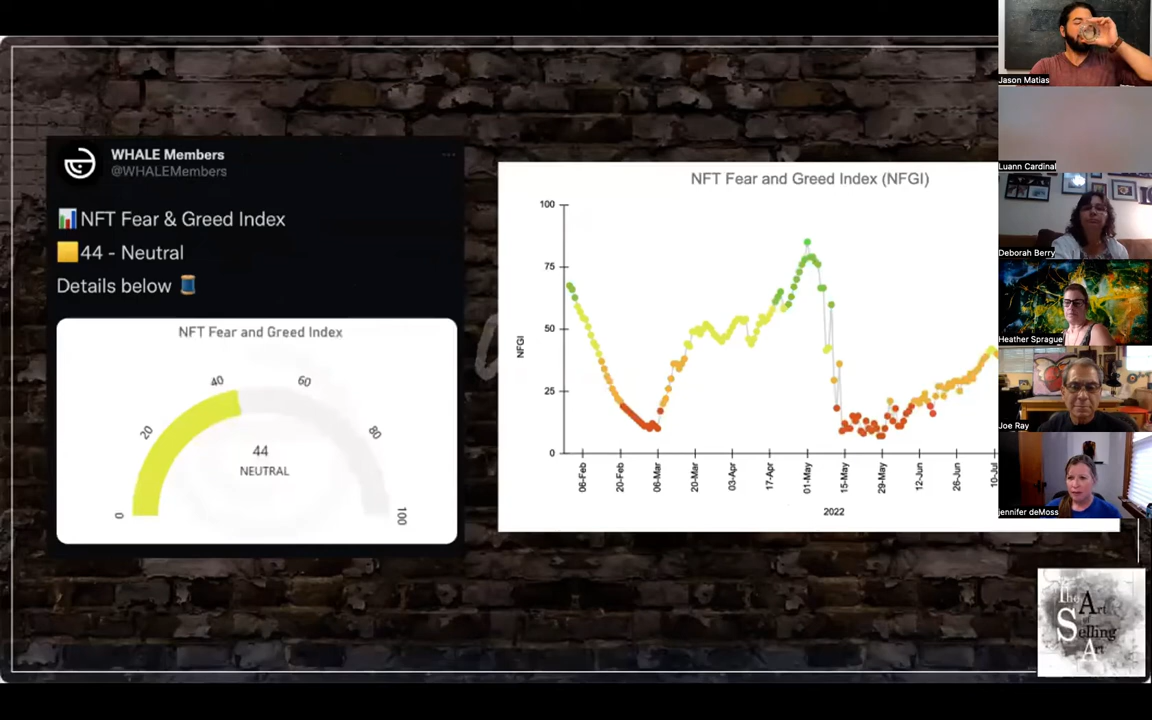 WHALE Members
@WHALEMembers
...
📊NFT Fear & Greed Index
🟨44 - Neutral
Details below 🧵
NFT Fear and Greed Index
0
20
40
60
80
100
44
NEUTRAL
NFT Fear and Greed Index (NFGI)
NFGI
100
75
50
25
0
06-Feb
20-Feb
06-Mar
20-Mar
03-Apr
17-Apr
01-May
15-May
29-May
12-Jun
26-Jun
10-Jul
2022
Jason Matias
Luann Cardinal
Deborah Berry
Heather Sprague
Joe Ray
jennifer deMoss
The Art
of
Selling
Art